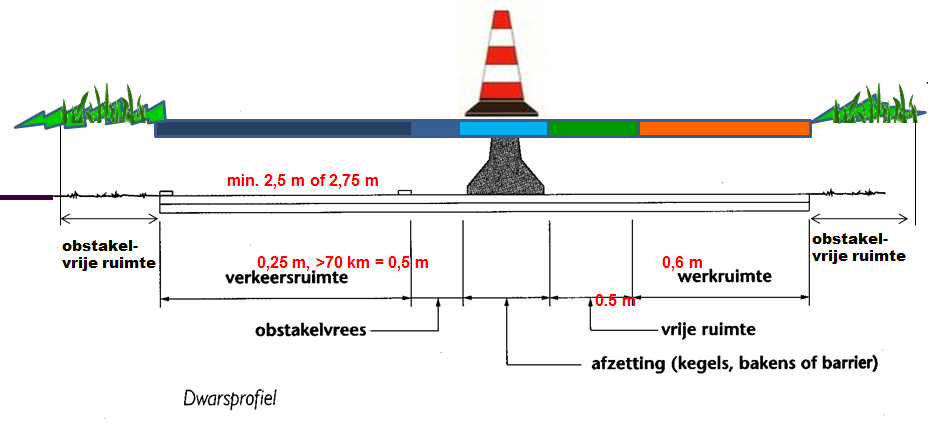 min. 2,5 m of 2,75 m
obstakel-
vrije ruimte
obstakel-
vrije ruimte
0,25 m, >70 km = 0,5 m
0,6 m
verkeersruimte
werkruimte
0.5 m
obstakelvrees
vrije ruimte
afzetting (kegels, bakens of barrier)
Dwarsprofiel